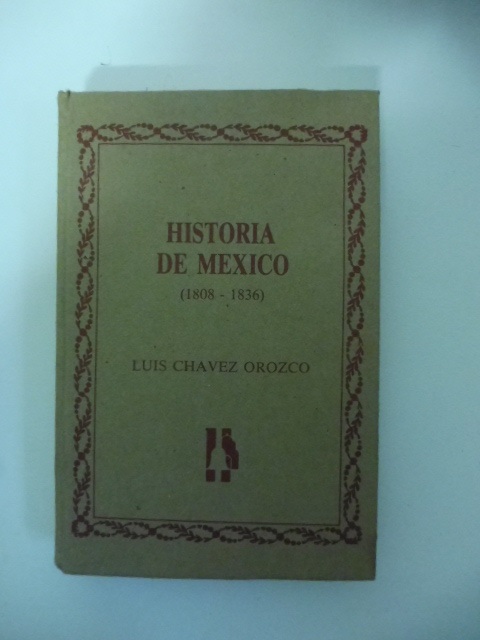 HISTORIA
DE MEXICO
(1808 - 1836)
LUIS CHAVEZ OROZCO